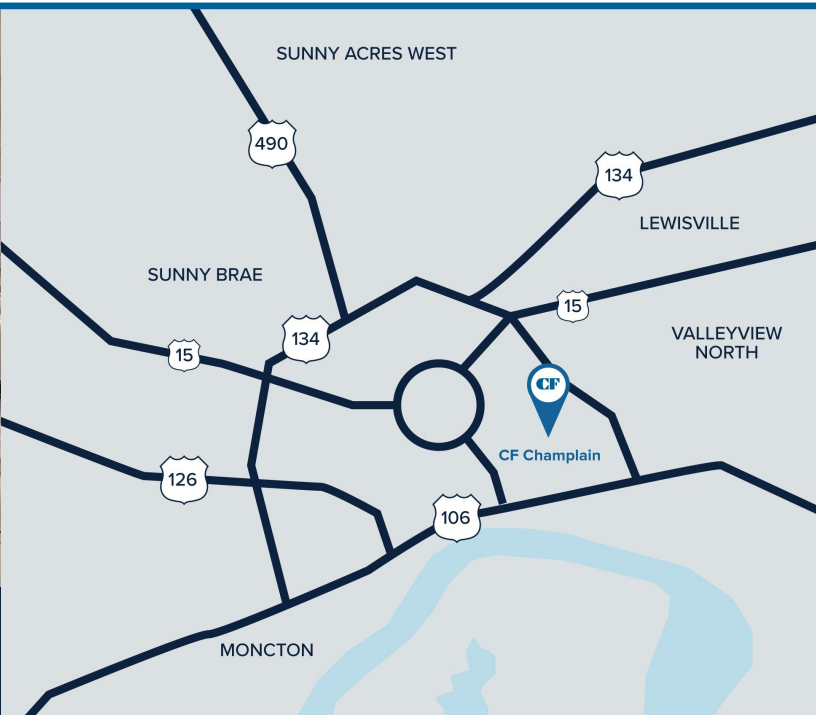 SUNNY ACRES WEST
490
134
LEWISVILLE
SUNNY BRAE
15
134
15
VALLEYVIEW
NORTH
CF
CF Champlain
126
106
MONCTON